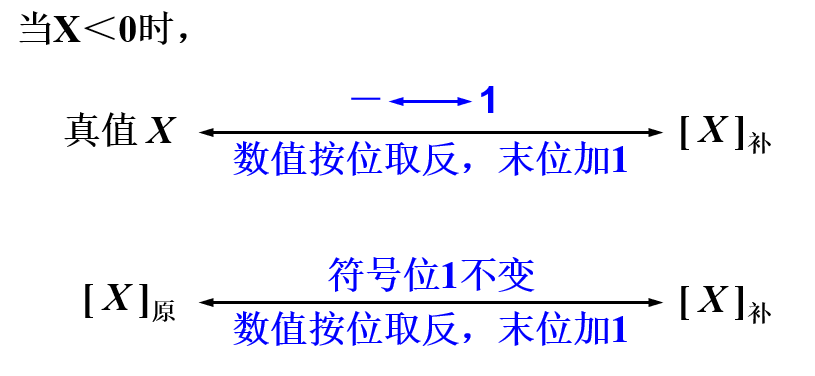 当X＜0时，
— 1
真值 X [ X ]补
数值按位取反，末位加1
符号位1不变
[ X ]原 [ X ]补
数值按位取反，末位加1